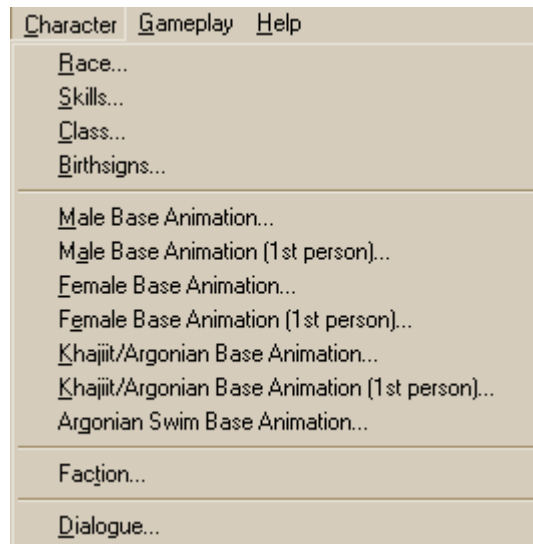 Character Gameplay Help
Race...
Skills...
Class...
Birthsigns...
Male Base Animation...
Male Base Animation (1st person)...
Female Base Animation...
Female Base Animation (1st person)...
Khajiit/Argonian Base Animation...
Khajiit/Argonian Base Animation (1st person)...
Argonian Swim Base Animation...
Faction...
Dialogue...